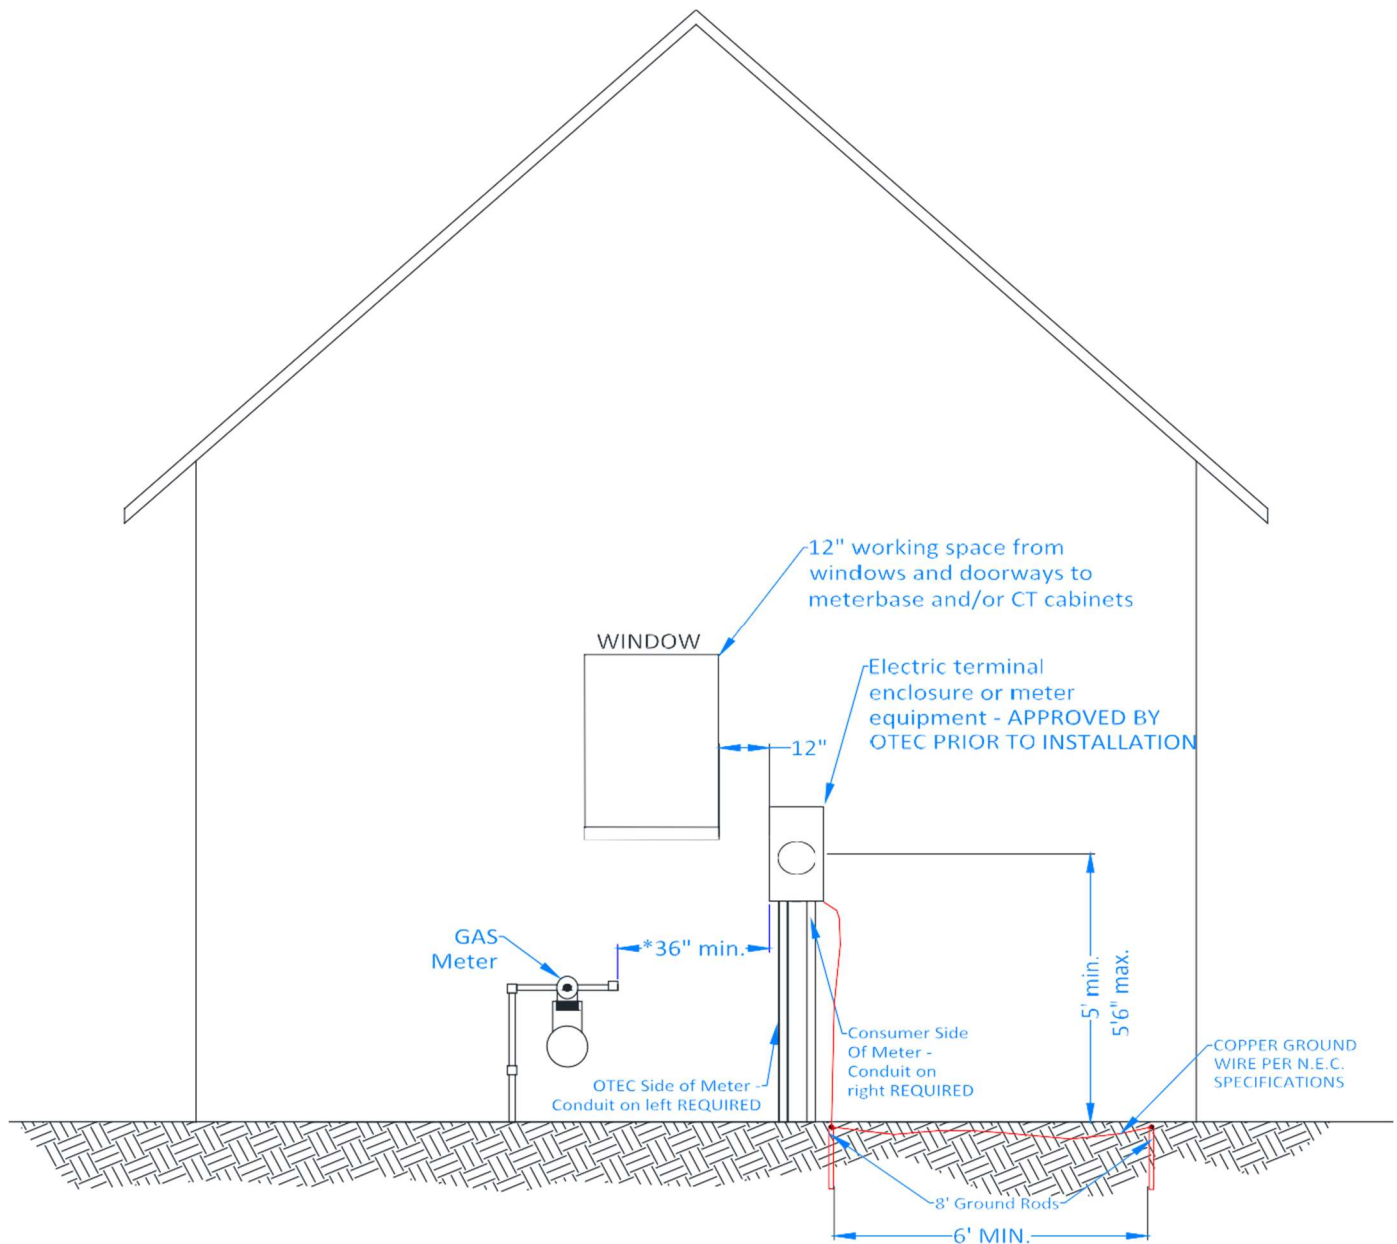 12" working space from
windows and doorways to
meterbase and/or CT cabinets
WINDOW
Electric terminal
enclosure or meter
equipment - APPROVED BY
OTEC PRIOR TO INSTALLATION
12"
GAS
Meter
*36" min.
5' min.
5'6" max.
Consumer Side
Of Meter -
Conduit on
right REQUIRED
OTEC Side of Meter -
Conduit on left REQUIRED
COPPER GROUND
WIRE PER N.E.C.
SPECIFICATIONS
8' Ground Rods
6' MIN.